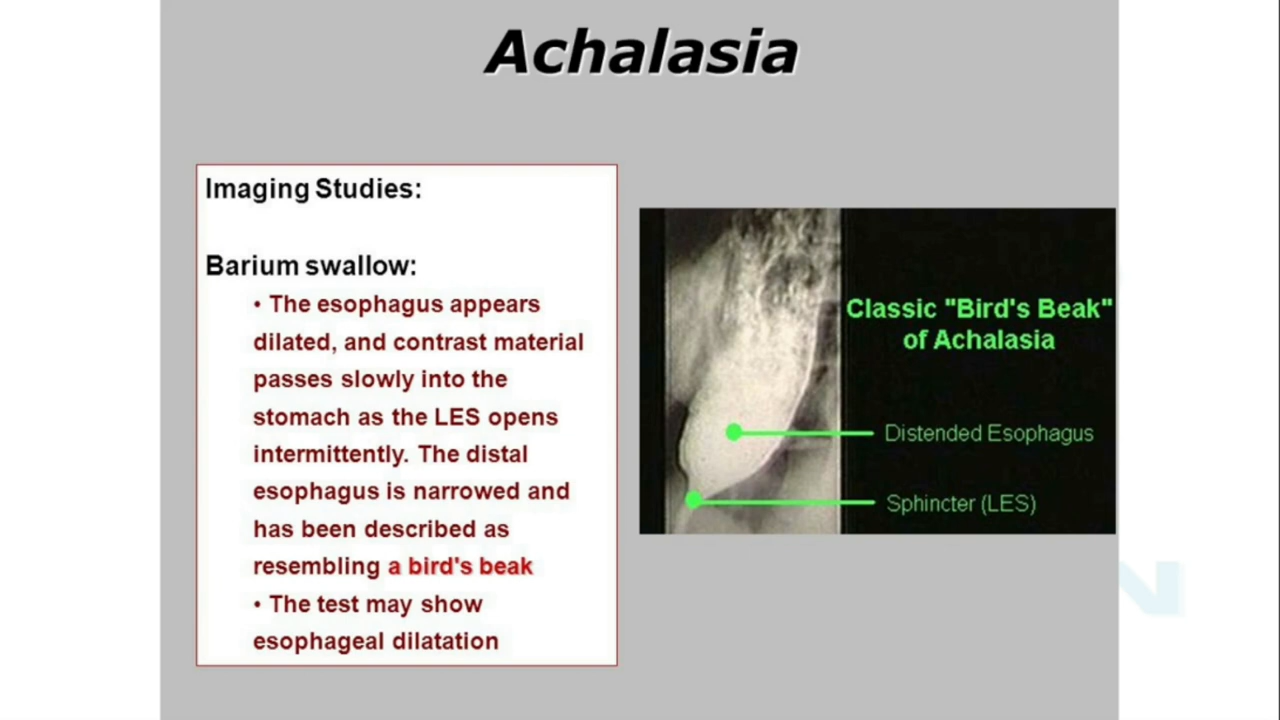 Achalasia
Imaging Studies:
Barium swallow:
• The esophagus appears
dilated, and contrast material
passes slowly into the
stomach as the LES opens
intermittently. The distal
esophagus is narrowed and
has been described as
resembling a bird's beak
• The test may show
esophageal dilatation
Classic "Bird's Beak"
of Achalasia
Distended Esophagus
Sphincter (LES)
N